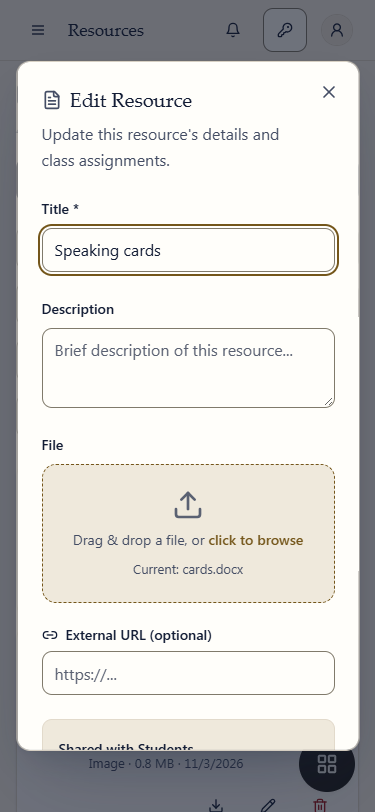 Resources
Edit Resource
Update this resource's details and
class assignments.
Title *
Speaking cards
Description
Brief description of this resource...
File
Drag & drop a file, or click to browse
Current: cards.docx
External URL (optional)
https://...
Shared with Students
Image · 0.8 MB · 11/3/2026